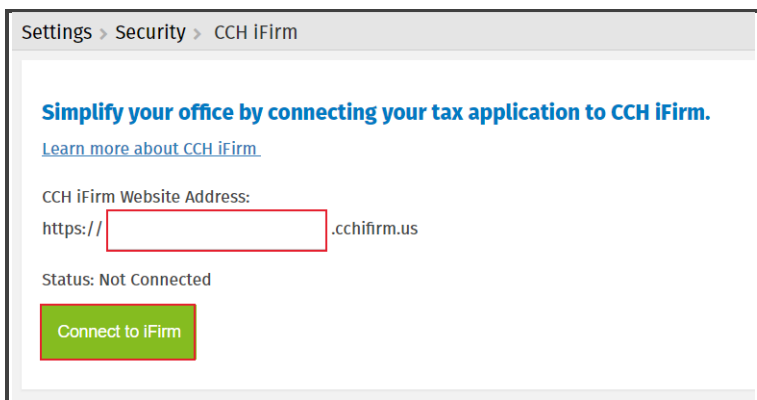 Settings > Security > CCH iFirm
Simplify your office by connecting your tax application to CCH iFirm.
Learn more about CCH iFirm
CCH iFirm Website Address:
https:// .cchifirm.us
Status: Not Connected
Connect to iFirm